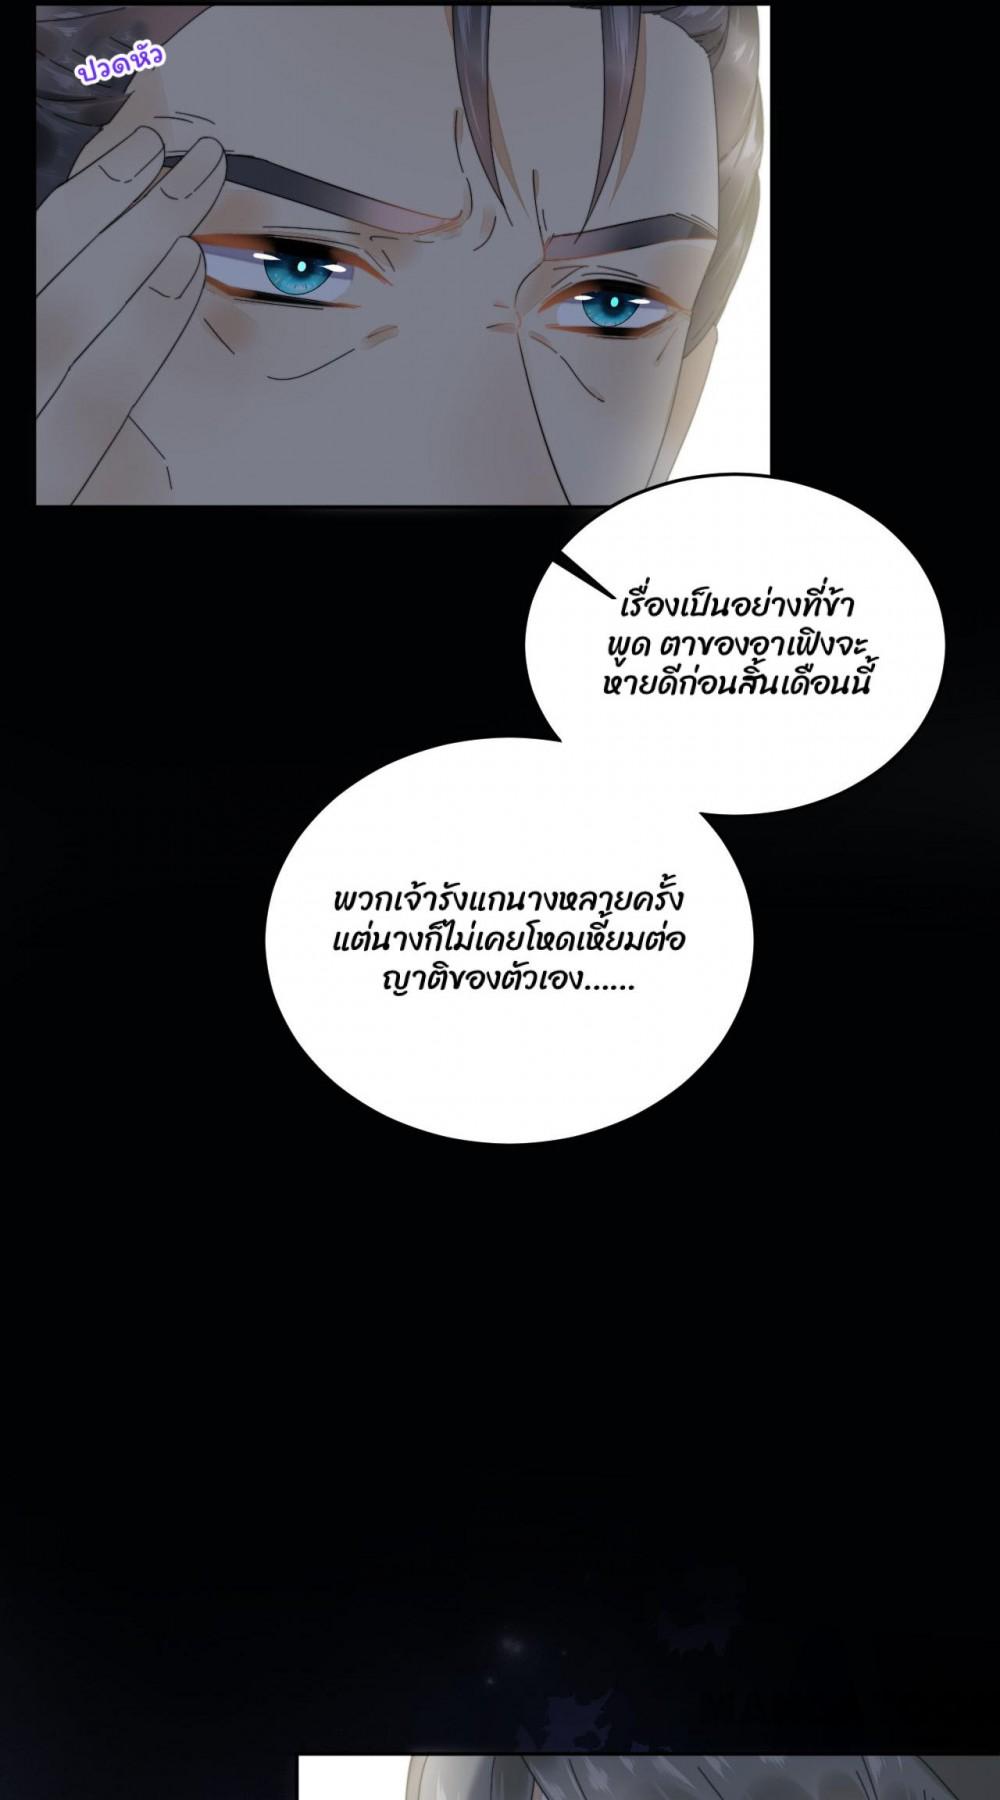 ปวดหัว
เรื่องเป็นอย่างที่ข้า
พูด ตาของอาเฟิงจะ
หายดีก่อนสิ้นเดือนนี้
พวกเจ้ารังแกนางหลายครั้ง
แต่นางก็ไม่เคยโหดเหี้ยมต่อ
ญาติของตัวเอง......